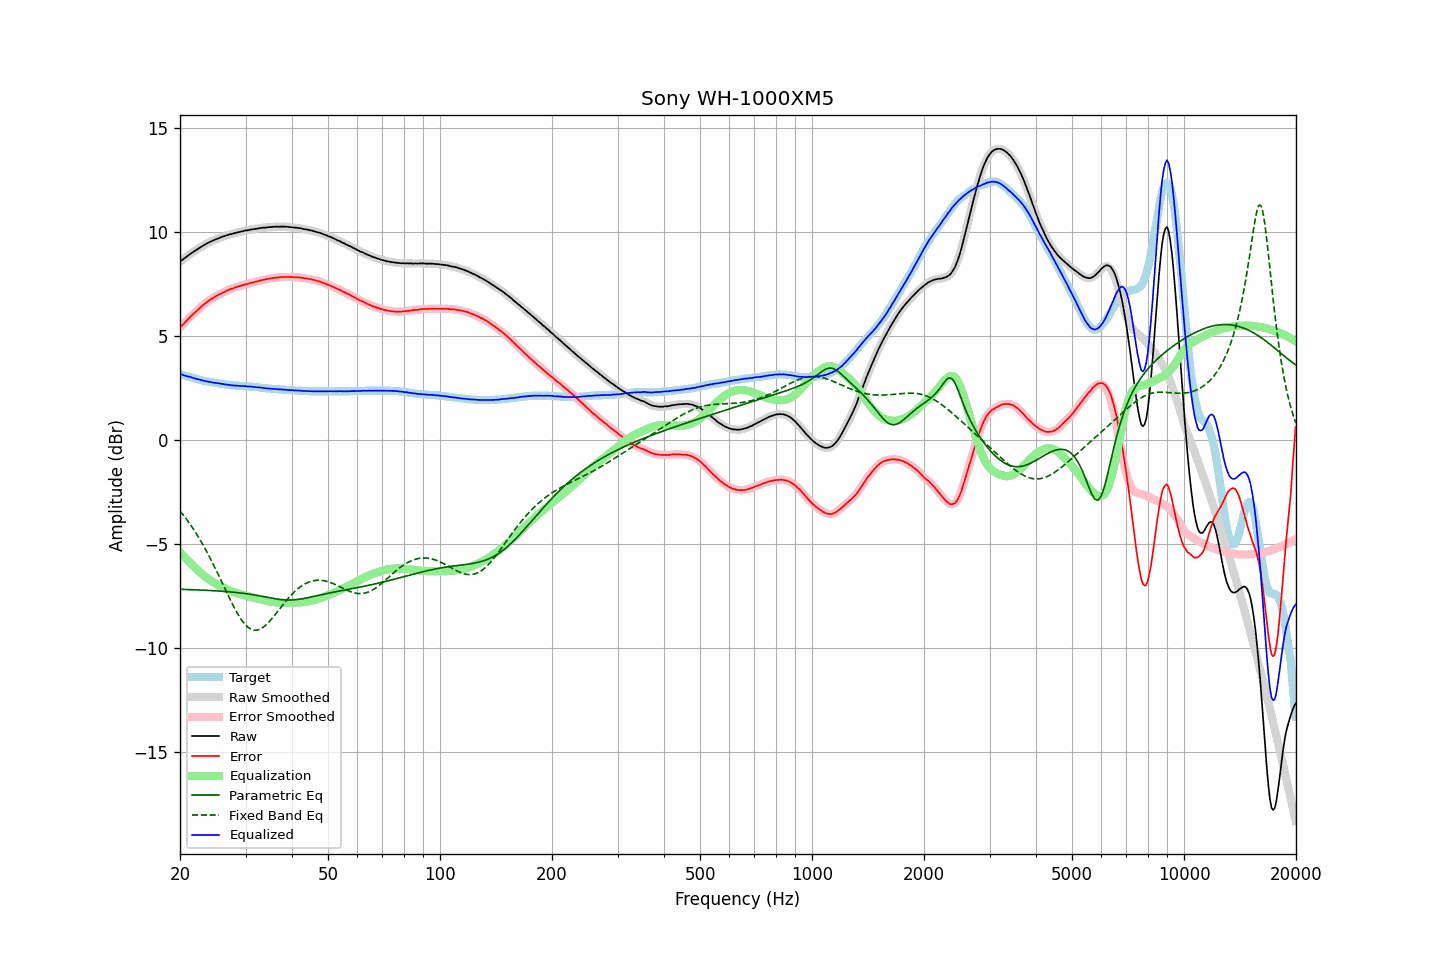 Sony WH-1000XM5
Amplitude (dBr)
15
10
5
0
−5
−10
−15
Target
Raw Smoothed
Error Smoothed
Raw
Error
Equalization
Parametric Eq
Fixed Band Eq
Equalized
20 50 100 200 500 1000 2000 5000 10000 20000
Frequency (Hz)